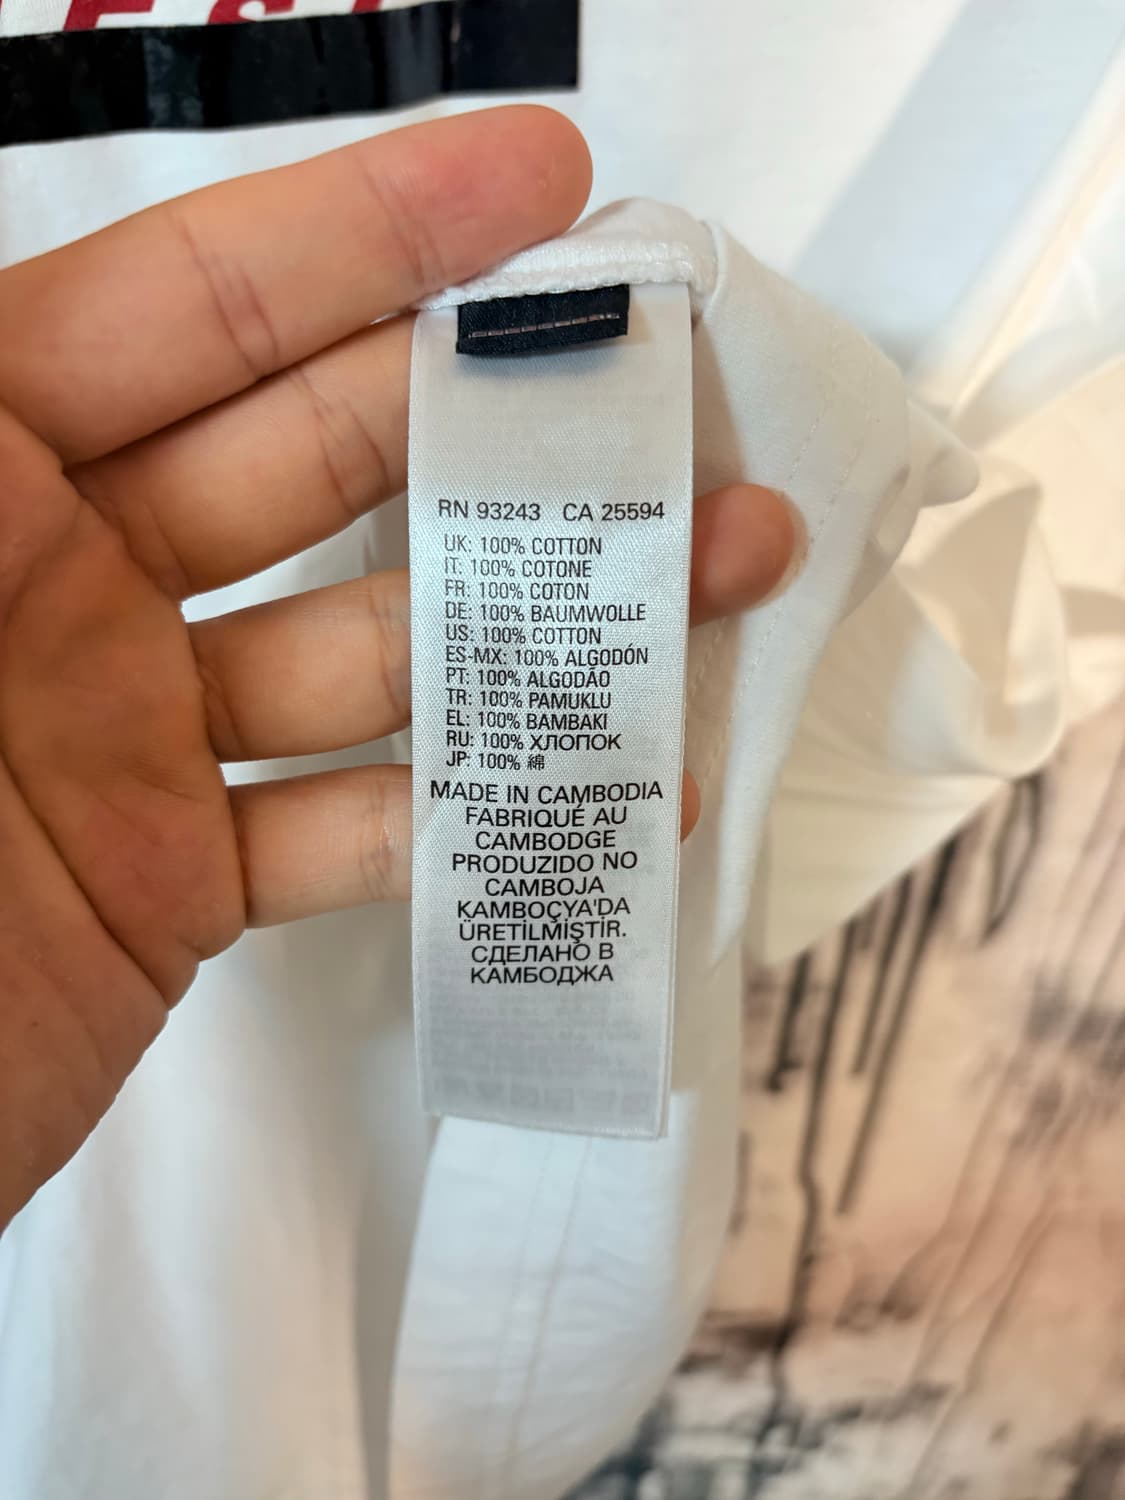 RN 93243 CA 25594
UK: 100% COTTON
IT: 100% COTONE
FR: 100% COTON
DE: 100% BAUMWOLLE
US: 100% COTTON
ES-MX: 100% ALGODÓN
PT: 100% ALGODÃO
TR: 100% PAMUKLU
EL: 100% BAMBAKI
RU: 100% ХЛОПОК
JP: 100% 綿
MADE IN CAMBODIA
FABRIQUÉ AU
CAMBODGE
PRODUZIDO NO
CAMBOJA
KAMBOÇYA'DA
ÜRETİLMİŞTİR.
СДЕЛАНО В
КАМБОДЖА